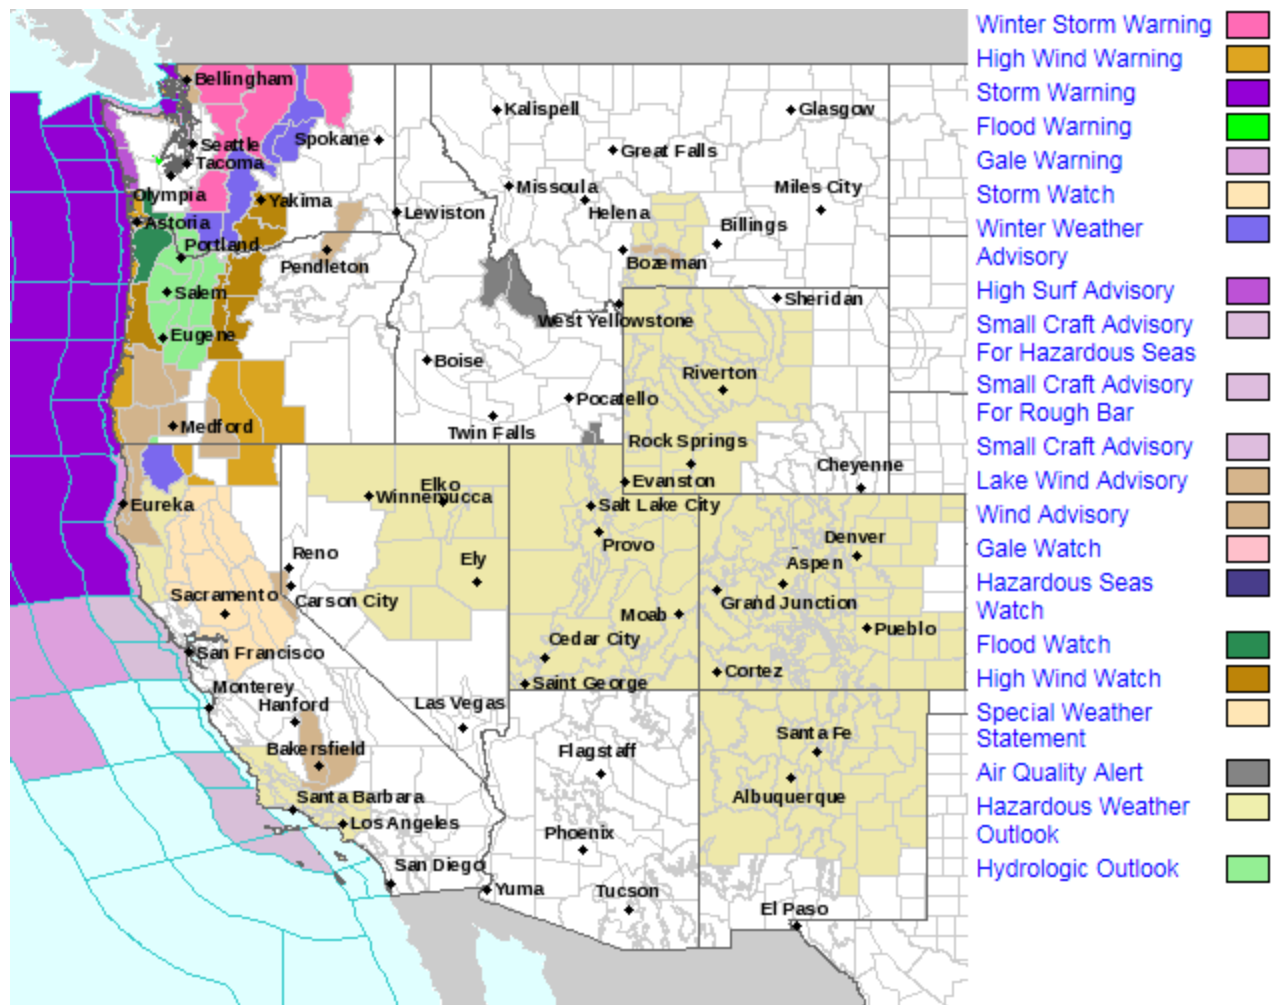 Bellingham
Seattle
Tacoma
Olympia
Spokane
Yakima
Astoria
Portland
Pendleton
Salem
Eugene
Medford
Lewiston
Kalispell
Glasgow
Great Falls
Missoula
Helena
Miles City
Billings
Bozeman
West Yellowstone
Sheridan
Boise
Pocatello
Twin Falls
Riverton
Rock Springs
Evanston
Cheyenne
Eureka
Elko
Winnemucca
Reno
Ely
Carson City
Sacramento
San Francisco
Monterey
Hanford
Bakersfield
Las Vegas
Santa Barbara
Los Angeles
San Diego
Salt Lake City
Provo
Moab
Cedar City
Saint George
Denver
Aspen
Grand Junction
Pueblo
Cortez
Flagstaff
Phoenix
Yuma
Tucson
Santa Fe
Albuquerque
El Paso
Winter Storm Warning
High Wind Warning
Storm Warning
Flood Warning
Gale Warning
Storm Watch
Winter Weather
Advisory
High Surf Advisory
Small Craft Advisory
For Hazardous Seas
Small Craft Advisory
For Rough Bar
Small Craft Advisory
Lake Wind Advisory
Wind Advisory
Gale Watch
Hazardous Seas
Watch
Flood Watch
High Wind Watch
Special Weather
Statement
Air Quality Alert
Hazardous Weather
Outlook
Hydrologic Outlook